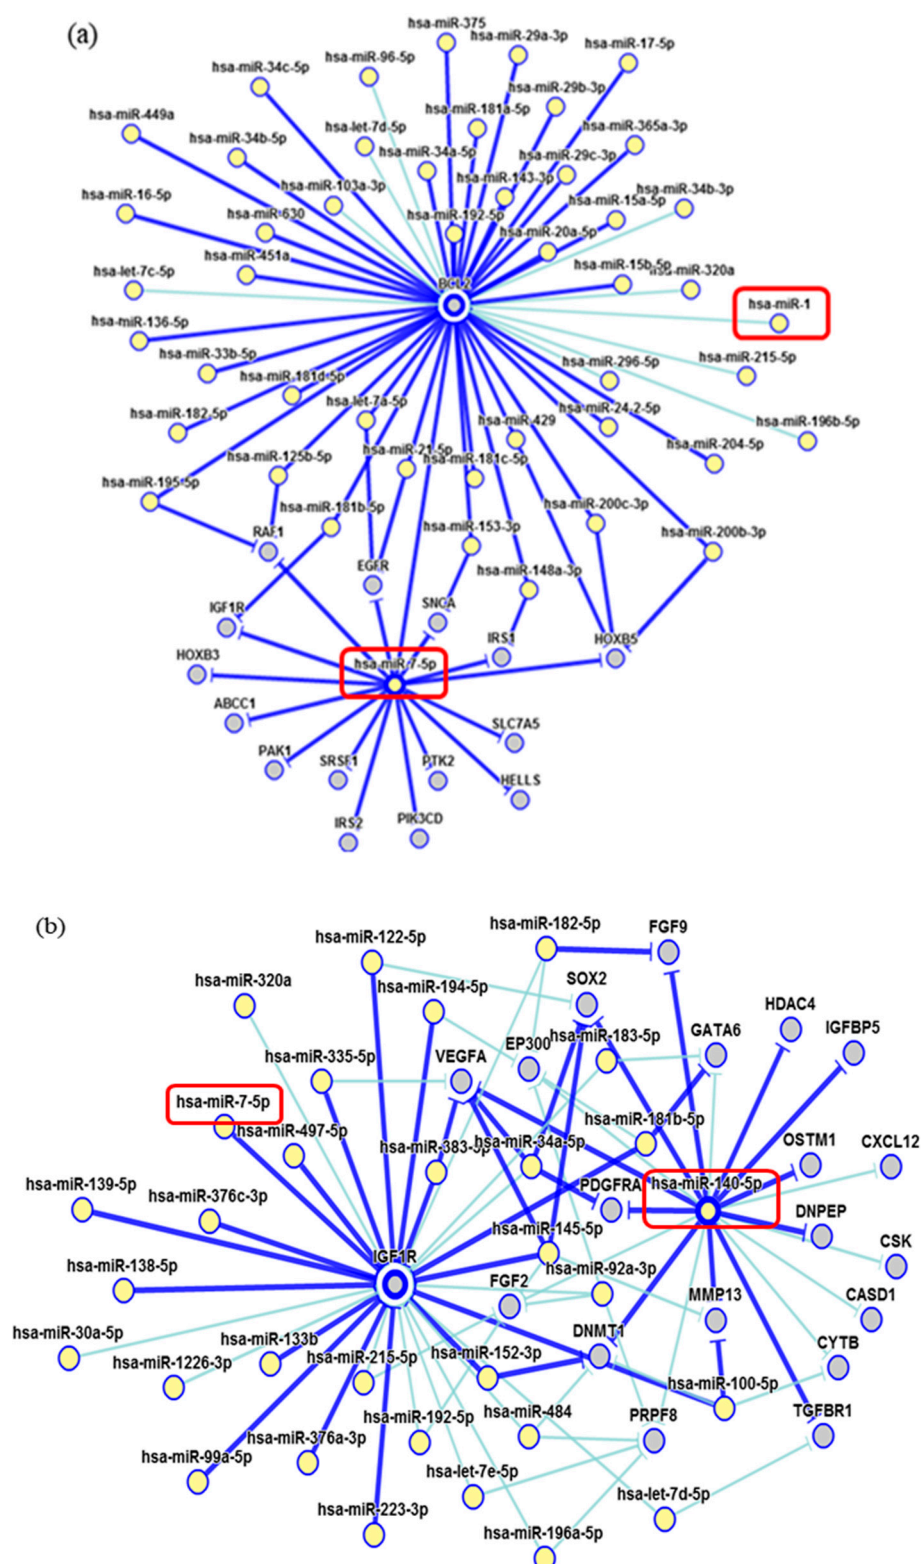 (a)
hsa-miR-375
hsa-miR-29a-3p
hsa-miR-17-5p
hsa-miR-96-5p
hsa-miR-34c-5p
hsa-miR-29b-3p
hsa-miR-181a-5p
hsa-miR-449a
hsa-let-7d-5p
hsa-miR-365a-3p
hsa-miR-34b-5p
hsa-miR-34a-5p
hsa-miR-29c-3p
hsa-miR-143-3p
hsa-miR-103a-3p
hsa-miR-34b-3p
hsa-miR-16-5p
hsa-miR-15a-5p
hsa-miR-630
hsa-miR-192-5p
hsa-miR-20a-5p
hsa-miR-451a
hsa-miR-15b-5p
hsa-let-7c-5p
hsa-miR-320a
BCL2
hsa-miR-1
hsa-miR-136-5p
hsa-miR-33b-5p
hsa-miR-296-5p
hsa-miR-215-5p
hsa-miR-181d-5p
hsa-let-7a-5p
hsa-miR-182-5p
hsa-miR-429
hsa-miR-24-2-5p
hsa-miR-196b-5p
hsa-miR-204-5p
hsa-miR-125b-5p
hsa-miR-21-5p
hsa-miR-181c-5p
hsa-miR-195-5p
hsa-miR-181b-5p
hsa-miR-200c-3p
hsa-miR-153-3p
hsa-miR-200b-3p
RAF1
EGFR
hsa-miR-148a-3p
IGF1R
SNCA
IRS1
HOXB5
HOXB3
hsa-miR-7-5p
ABCC1
SLC7A5
PAK1
SRSF1
PTK2
HELLS
IRS2
PIK3CD
(b)
hsa-miR-182-5p
FGF9
hsa-miR-122-5p
hsa-miR-320a
hsa-miR-194-5p
SOX2
HDAC4
IGFBP5
hsa-miR-183-5p
GATA6
hsa-miR-335-5p
VEGFA
EP300
hsa-miR-7-5p
hsa-miR-497-5p
hsa-miR-181b-5p
hsa-miR-383-3p
hsa-miR-34a-5p
OSTM1
CXCL12
hsa-miR-139-5p
hsa-miR-376c-3p
PDGFRA
hsa-miR-140-5p
DNPEP
hsa-miR-145-5p
CSK
IGF1R
hsa-miR-138-5p
FGF2
hsa-miR-92a-3p
MMP13
CASD1
hsa-miR-30a-5p
hsa-miR-1226-3p
hsa-miR-133b
hsa-miR-215-5p
hsa-miR-152-3p
DNMT1
CYTB
hsa-miR-100-5p
hsa-miR-192-5p
hsa-miR-484
PRPF8
TGFBR1
hsa-miR-99a-5p
hsa-miR-376a-3p
hsa-let-7e-5p
hsa-let-7d-5p
hsa-miR-223-3p
hsa-miR-196a-5p